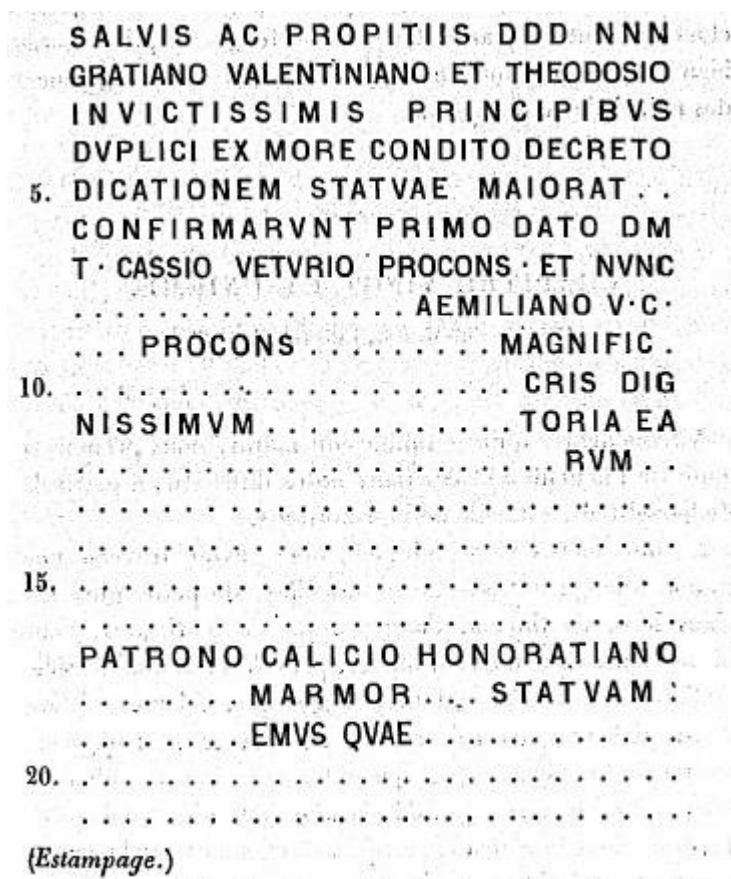 SALVIS AC PROPITIIS DDD NNN
GRATIANO VALENTINIANO ET THEODOSIO
INVICTISSIMIS PRINCIPIBVS
DVPLICI EX MORE CONDITO DECRETO
5. DICATIONEM STATVAE MAIORAT . .
CONFIRMARVNT PRIMO DATO DM
T · CASSIO VETVRIO PROCONS · ET NVNC
. . . . . . . . . . . . . . . . . AEMILIANO V · C ·
. . . PROCONS . . . . . . . . . MAGNIFIC .
10. . . . . . . . . . . . . . . . . . . . . . . CRIS DIG
NISSIMVM . . . . . . . . . . . . TORIA EA
. . . . . . . . . . . . . . . . . . . . . . . . RVM . .
. . . . . . . . . . . . . . . . . . . . . . . . . . . . .
. . . . . . . . . . . . . . . . . . . . . . . . . . . . .
15. . . . . . . . . . . . . . . . . . . . . . . . . . . . . .
. . . . . . . . . . . . . . . . . . . . . . . . . . . . .
PATRONO CALICIO HONORATIANO
. . . . . . . . MARMOR . . . . STATVAM
. . . . . . . . EMVS QVAE . . . . . . . . . . . .
20. . . . . . . . . . . . . . . . . . . . . . . . . . . . . .
. . . . . . . . . . . . . . . . . . . . . . . . . . . . .
(Estampage.)